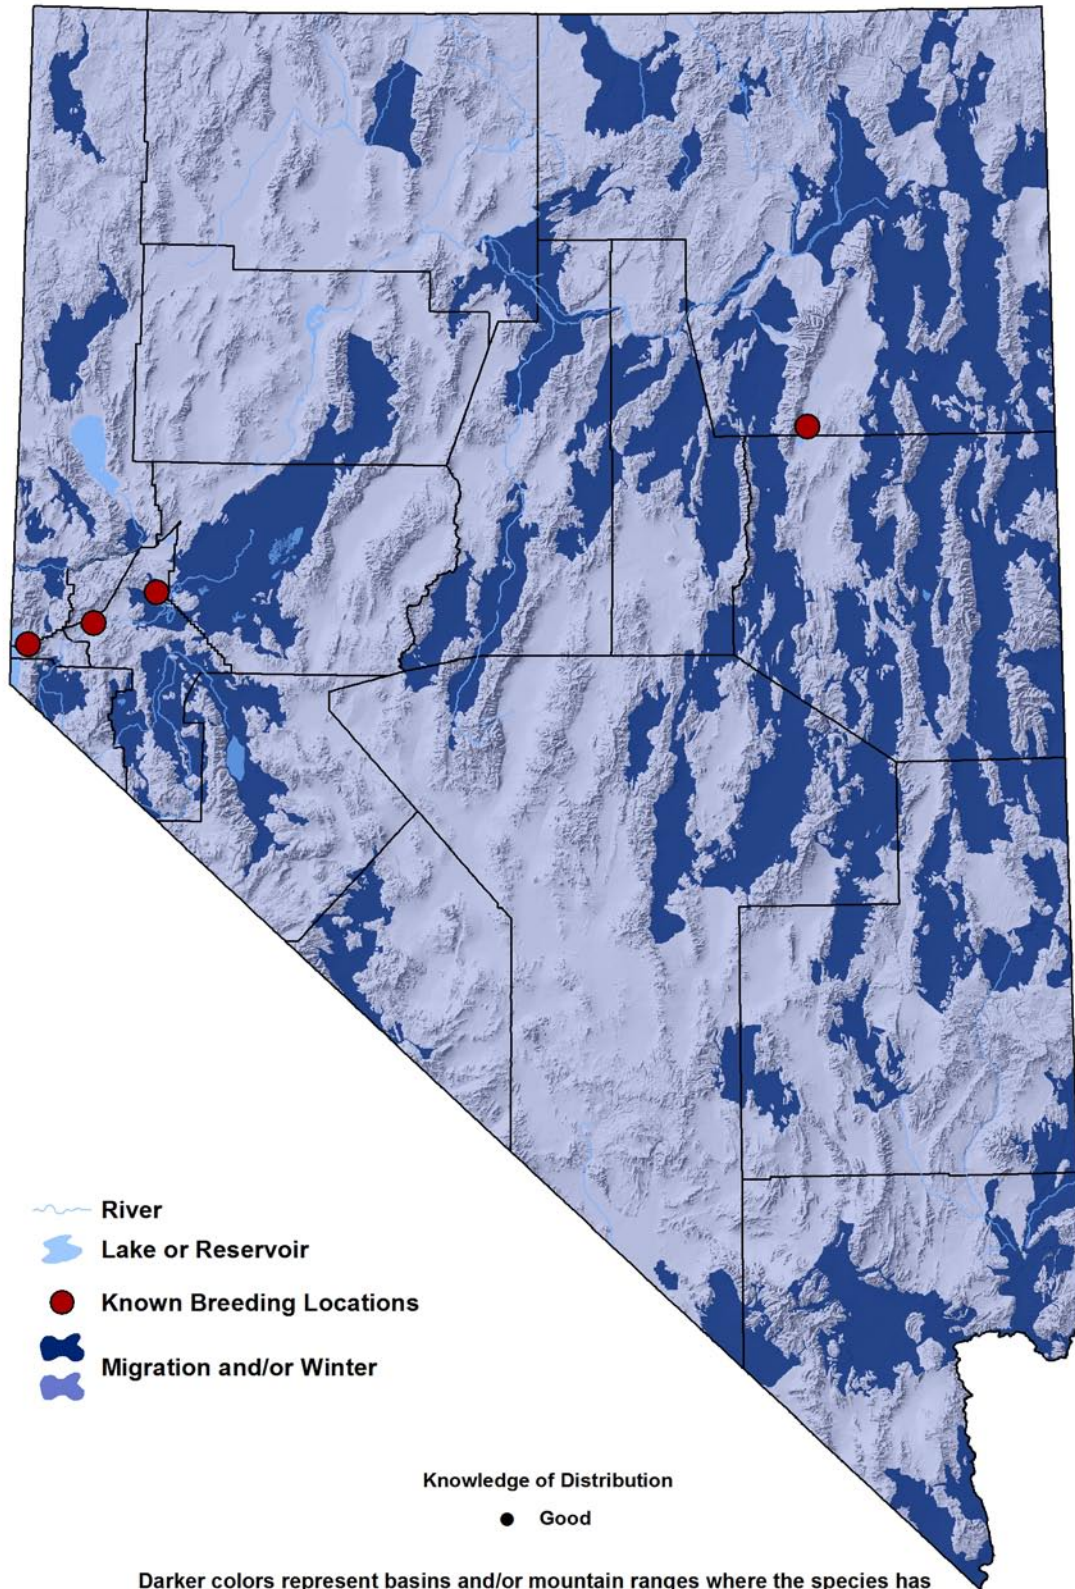 River
Lake or Reservoir
Known Breeding Locations
Migration and/or Winter
Knowledge of Distribution
Good
Darker colors represent basins and/or mountain ranges where the species has